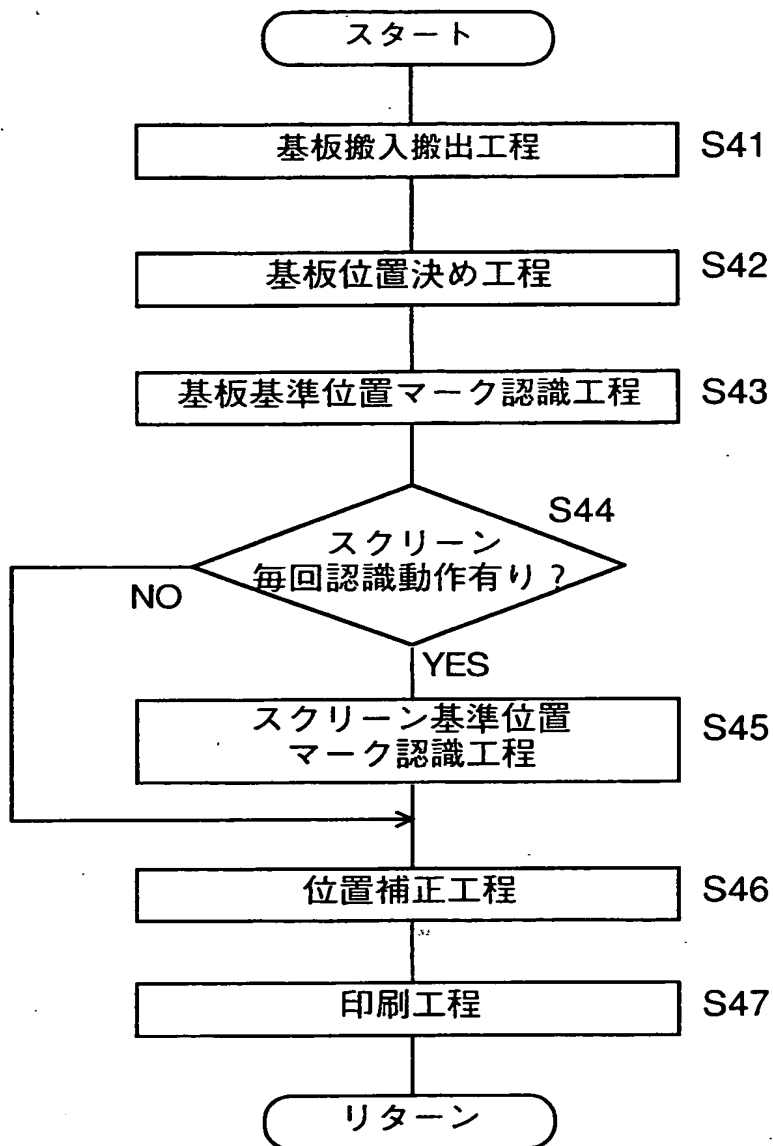 スタート
基板搬入搬出工程 S41
基板位置決め工程 S42
基板基準位置マーク認識工程 S43
S44
スクリーン
毎回認識動作有り?
NO
YES
スクリーン基準位置
マーク認識工程
S45
位置補正工程 S46
印刷工程 S47
リターン